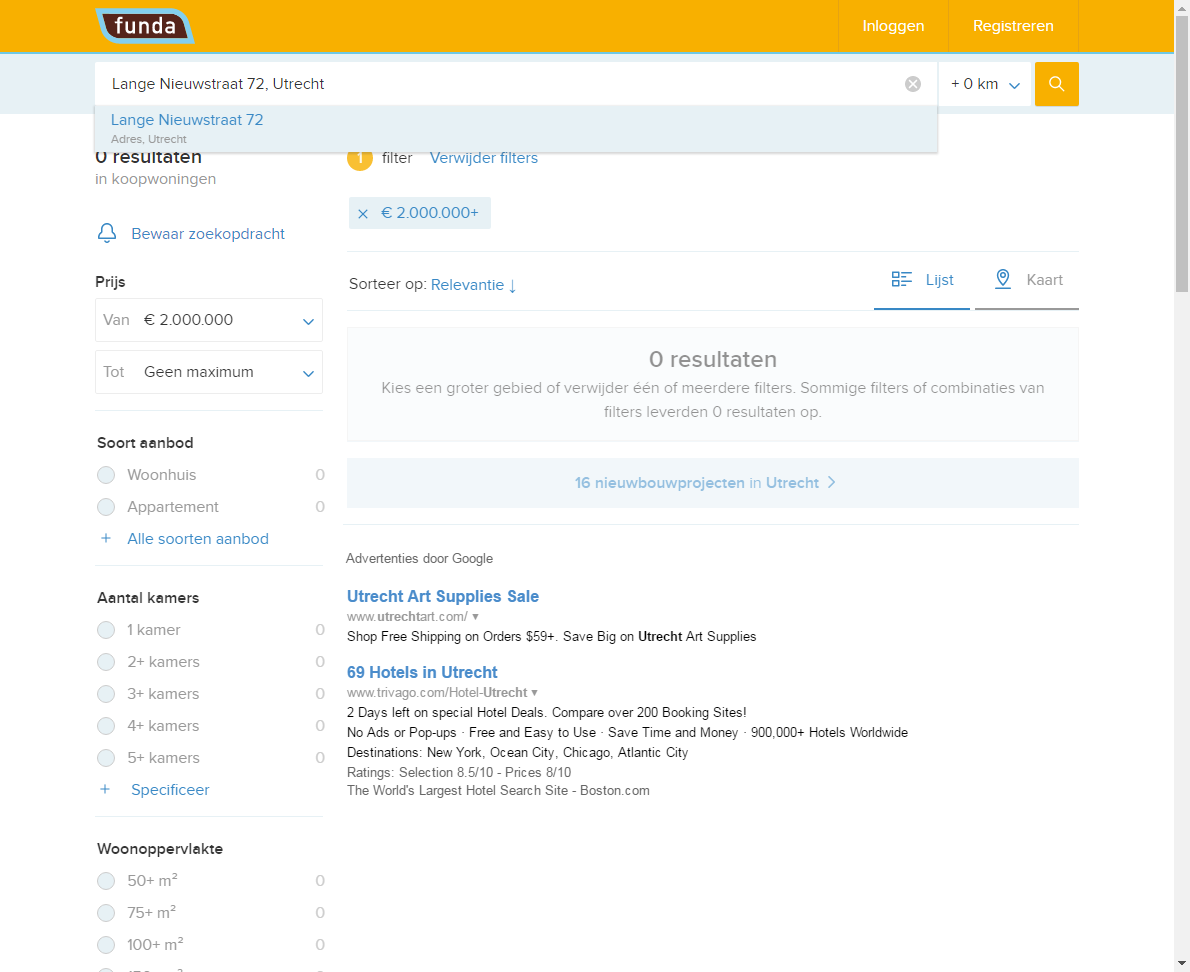 funda
Inloggen
Registreren
Lange Nieuwstraat 72, Utrecht
+ 0 km
Lange Nieuwstraat 72
Adres, Utrecht
0 resultaten
in koopwoningen
1 filter Verwijder filters
€ 2.000.000+
Bewaar zoekopdracht
Prijs
Van € 2.000.000
Tot Geen maximum
Sorteer op: Relevantie ↓
Lijst
Kaart
0 resultaten
Kies een groter gebied of verwijder één of meerdere filters. Sommige filters of combinaties van
filters leverden 0 resultaten op.
16 nieuwbouwprojecten in Utrecht
Soort aanbod
Woonhuis 0
Appartement 0
+ Alle soorten aanbod
Aantal kamers
1 kamer 0
2+ kamers 0
3+ kamers 0
4+ kamers 0
5+ kamers 0
+ Specificeer
Woonoppervlakte
50+ m² 0
75+ m² 0
100+ m² 0
Advertenties door Google
Utrecht Art Supplies Sale
www.utrechtart.com/ ▼
Shop Free Shipping on Orders $59+. Save Big on Utrecht Art Supplies
69 Hotels in Utrecht
www.trivago.com/Hotel-Utrecht ▼
2 Days left on special Hotel Deals. Compare over 200 Booking Sites!
No Ads or Pop-ups · Free and Easy to Use · Save Time and Money · 900,000+ Hotels Worldwide
Destinations: New York, Ocean City, Chicago, Atlantic City
Ratings: Selection 8.5/10 - Prices 8/10
The World's Largest Hotel Search Site - Boston.com